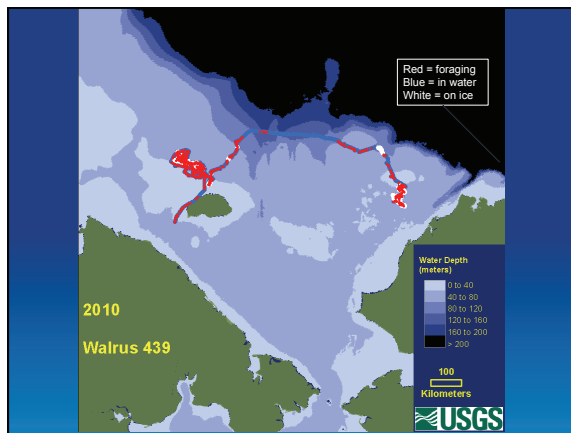 Red = foraging
Blue = in water
White = on ice
Water Depth
(meters)
0 to 40
40 to 80
80 to 120
120 to 160
160 to 200
> 200
2010
Walrus 439
100
Kilometers
USGS